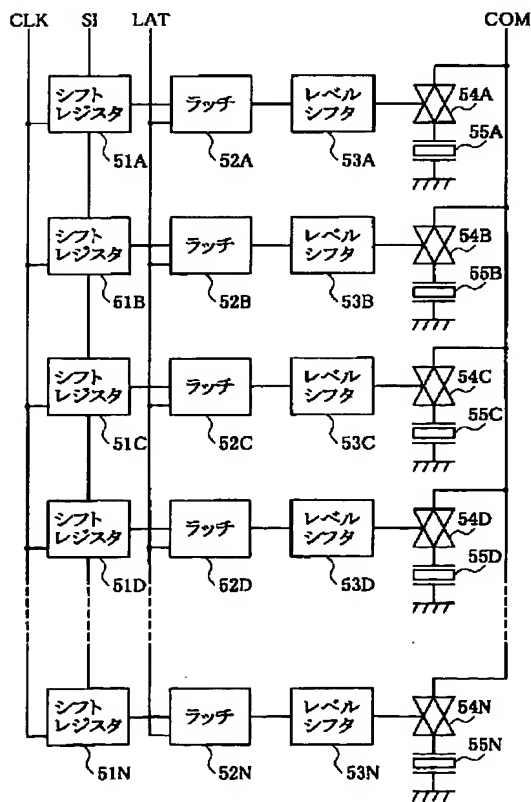 CLK SI LAT COM
シフト
レジスタ
ラッチ
レベル
シフタ
54A
55A
51A 52A 53A
シフト
レジスタ
ラッチ
レベル
シフタ
54B
55B
51B 52B 53B
シフト
レジスタ
ラッチ
レベル
シフタ
54C
55C
51C 52C 53C
シフト
レジスタ
ラッチ
レベル
シフタ
54D
55D
51D 52D 53D
シフト
レジスタ
ラッチ
レベル
シフタ
54N
55N
51N 52N 53N